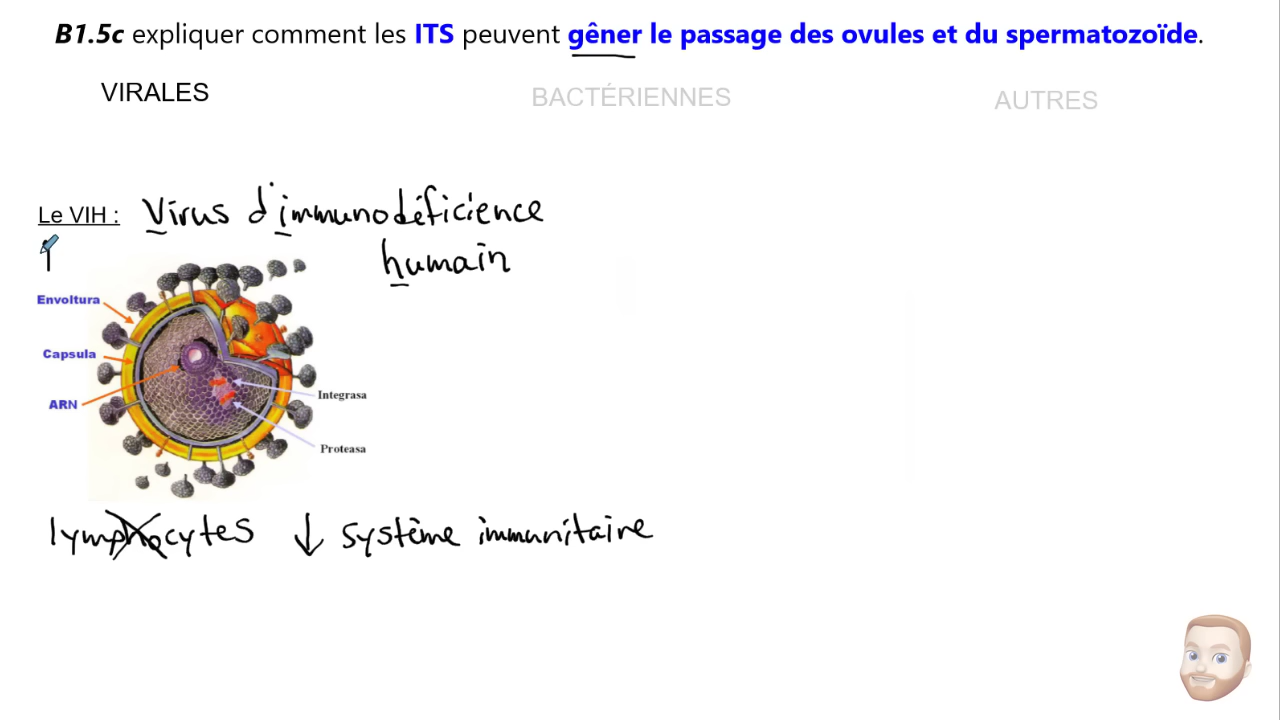 B1.5c expliquer comment les ITS peuvent gêner le passage des ovules et du spermatozoïde.
VIRALES BACTÉRIENNES AUTRES
Le VIH : Virus d'immunodéficience
humain
Envoltura
Capsula
ARN
Integrasa
Proteasa
lymphocytes ↓ système immunitaire